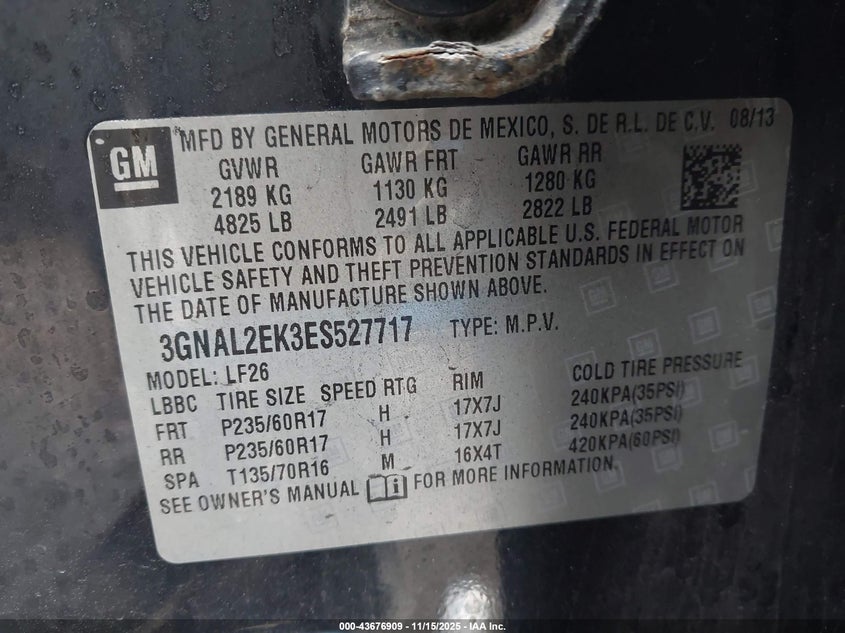 GM
MFD BY GENERAL MOTORS DE MEXICO, S. DE R.L. DE C.V. 08/13
GVWR GAWR FRT GAWR RR
2189 KG 1130 KG 1280 KG
4825 LB 2491 LB 2822 LB
THIS VEHICLE CONFORMS TO ALL APPLICABLE U.S. FEDERAL MOTOR
VEHICLE SAFETY AND THEFT PREVENTION STANDARDS IN EFFECT ON
THE DATE OF MANUFACTURE SHOWN ABOVE.
3GNAL2EK3ES527717 TYPE: M.P.V.
MODEL: LF26
LBBC TIRE SIZE SPEED RTG RIM COLD TIRE PRESSURE
FRT P235/60R17 H 17X7J 240KPA(35PSI)
RR P235/60R17 H 17X7J 240KPA(35PSI)
SPA T135/70R16 M 16X4T 420KPA(60PSI)
SEE OWNER'S MANUAL i FOR MORE INFORMATION.
000-43676909 - 11/15/2025 - IAA Inc.